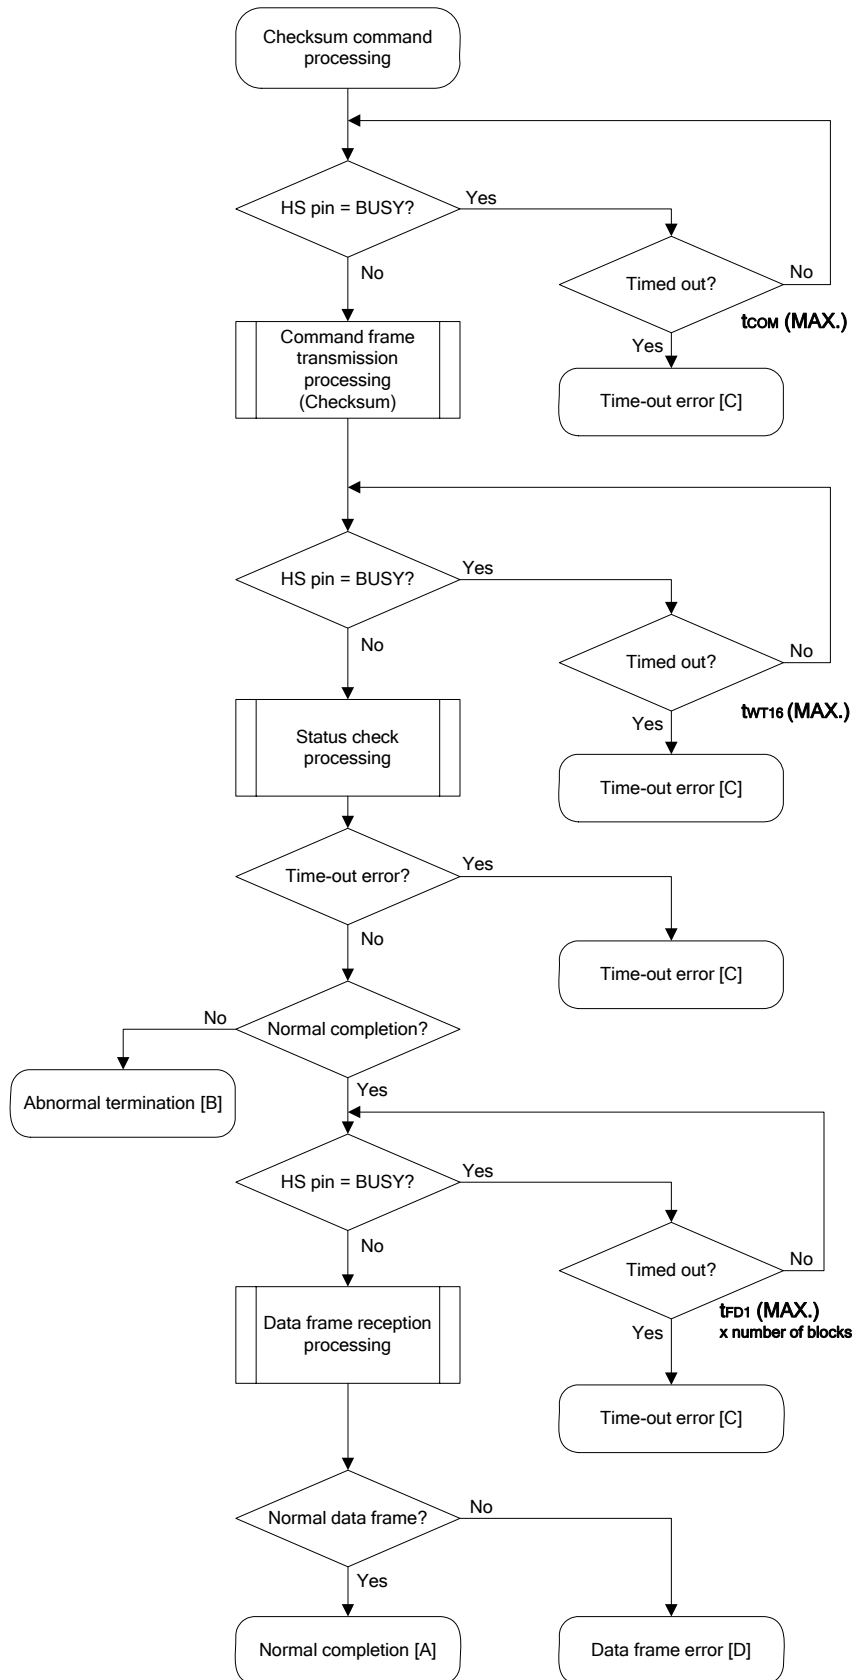 Checksum command
processing
HS pin = BUSY?
Yes
No
Timed out?
No
tCOM (MAX.)
Yes
Command frame
transmission
processing
(Checksum)
Time-out error [C]
HS pin = BUSY?
Yes
No
Timed out?
No
tWT16 (MAX.)
Yes
Status check
processing
Time-out error [C]
Time-out error?
Yes
No
Time-out error [C]
Normal completion?
No
Yes
Abnormal termination [B]
HS pin = BUSY?
Yes
No
Timed out?
No
tFD1 (MAX.)
x number of blocks
Yes
Data frame reception
processing
Time-out error [C]
Normal data frame?
No
Yes
Normal completion [A]
Data frame error [D]